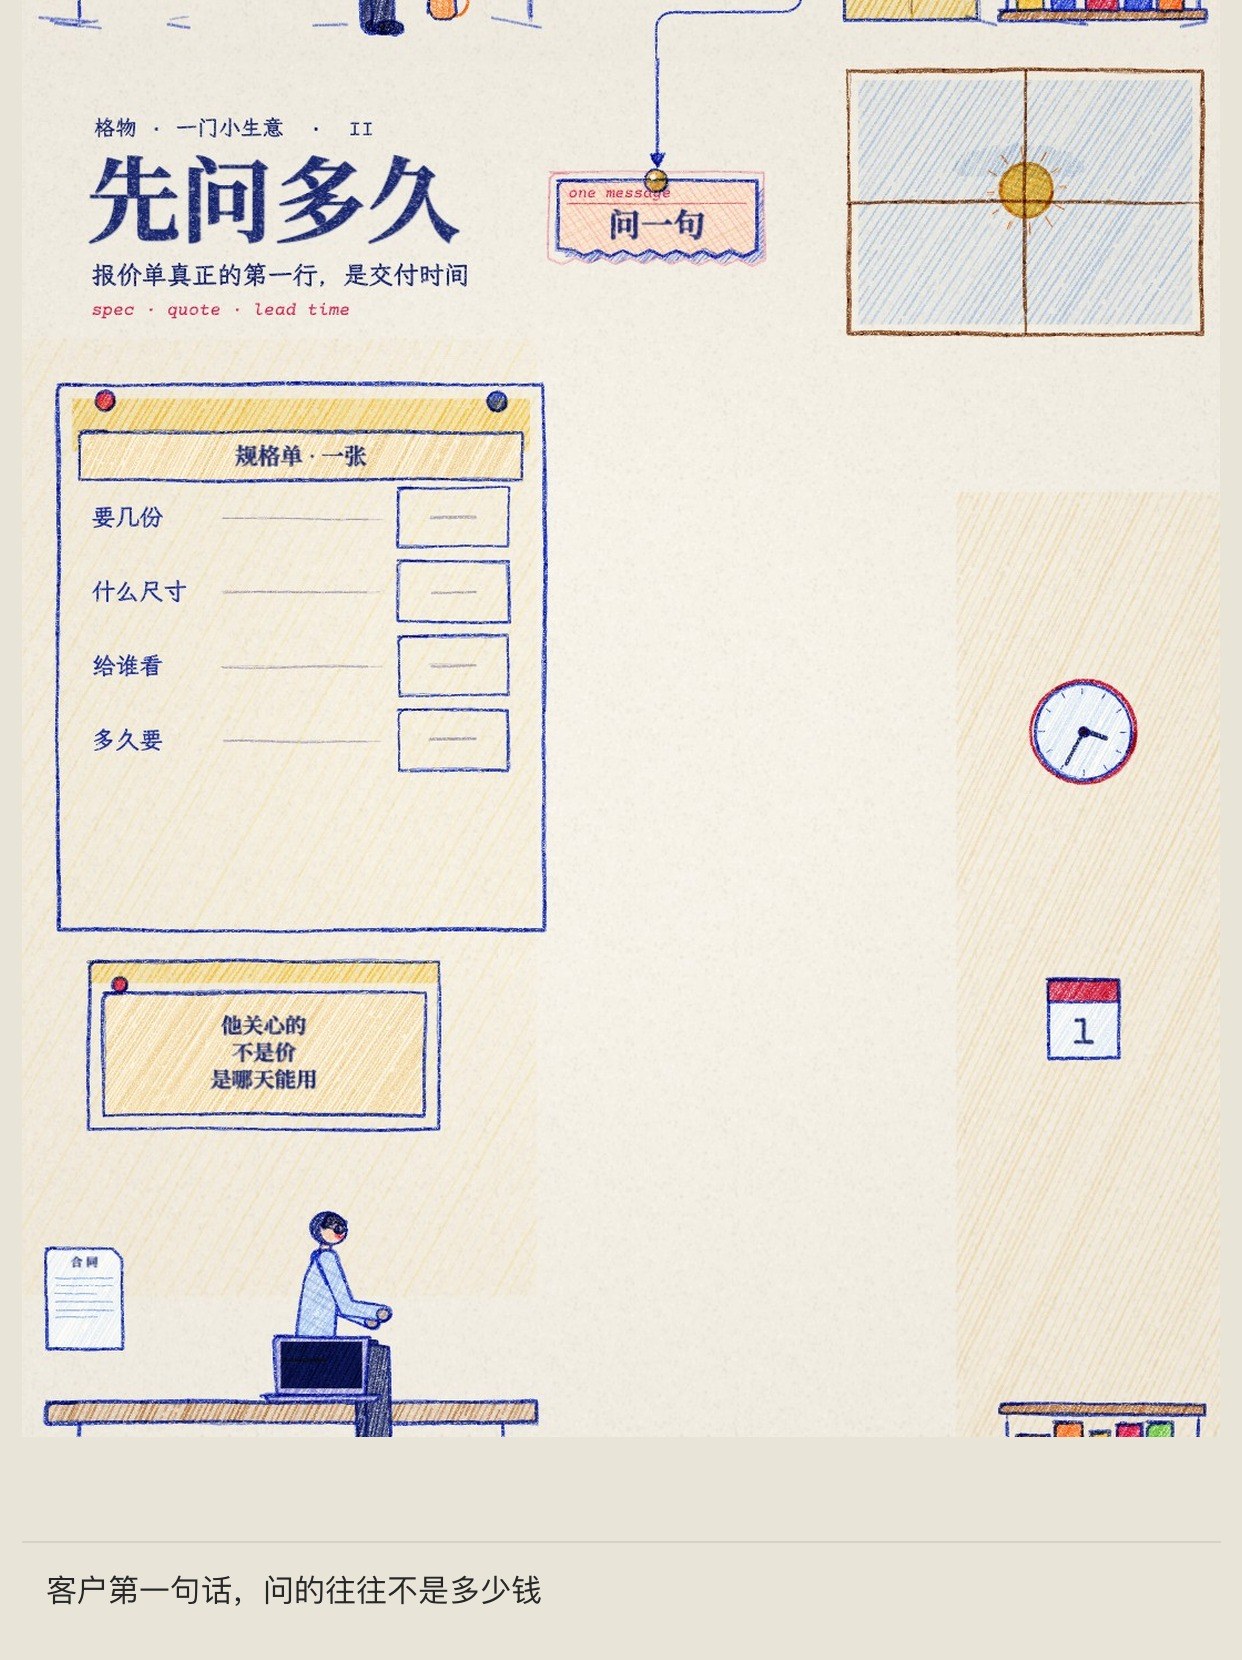 格物 · 一门小生意 · II
先问多久
报价单真正的第一行，是交付时间
spec · quote · lead time
one message
问一句
规格单 · 一张
要几份
什么尺寸
给谁看
多久要
1
他关心的
不是价
是哪天能用
合同
客户第一句话，问的往往不是多少钱